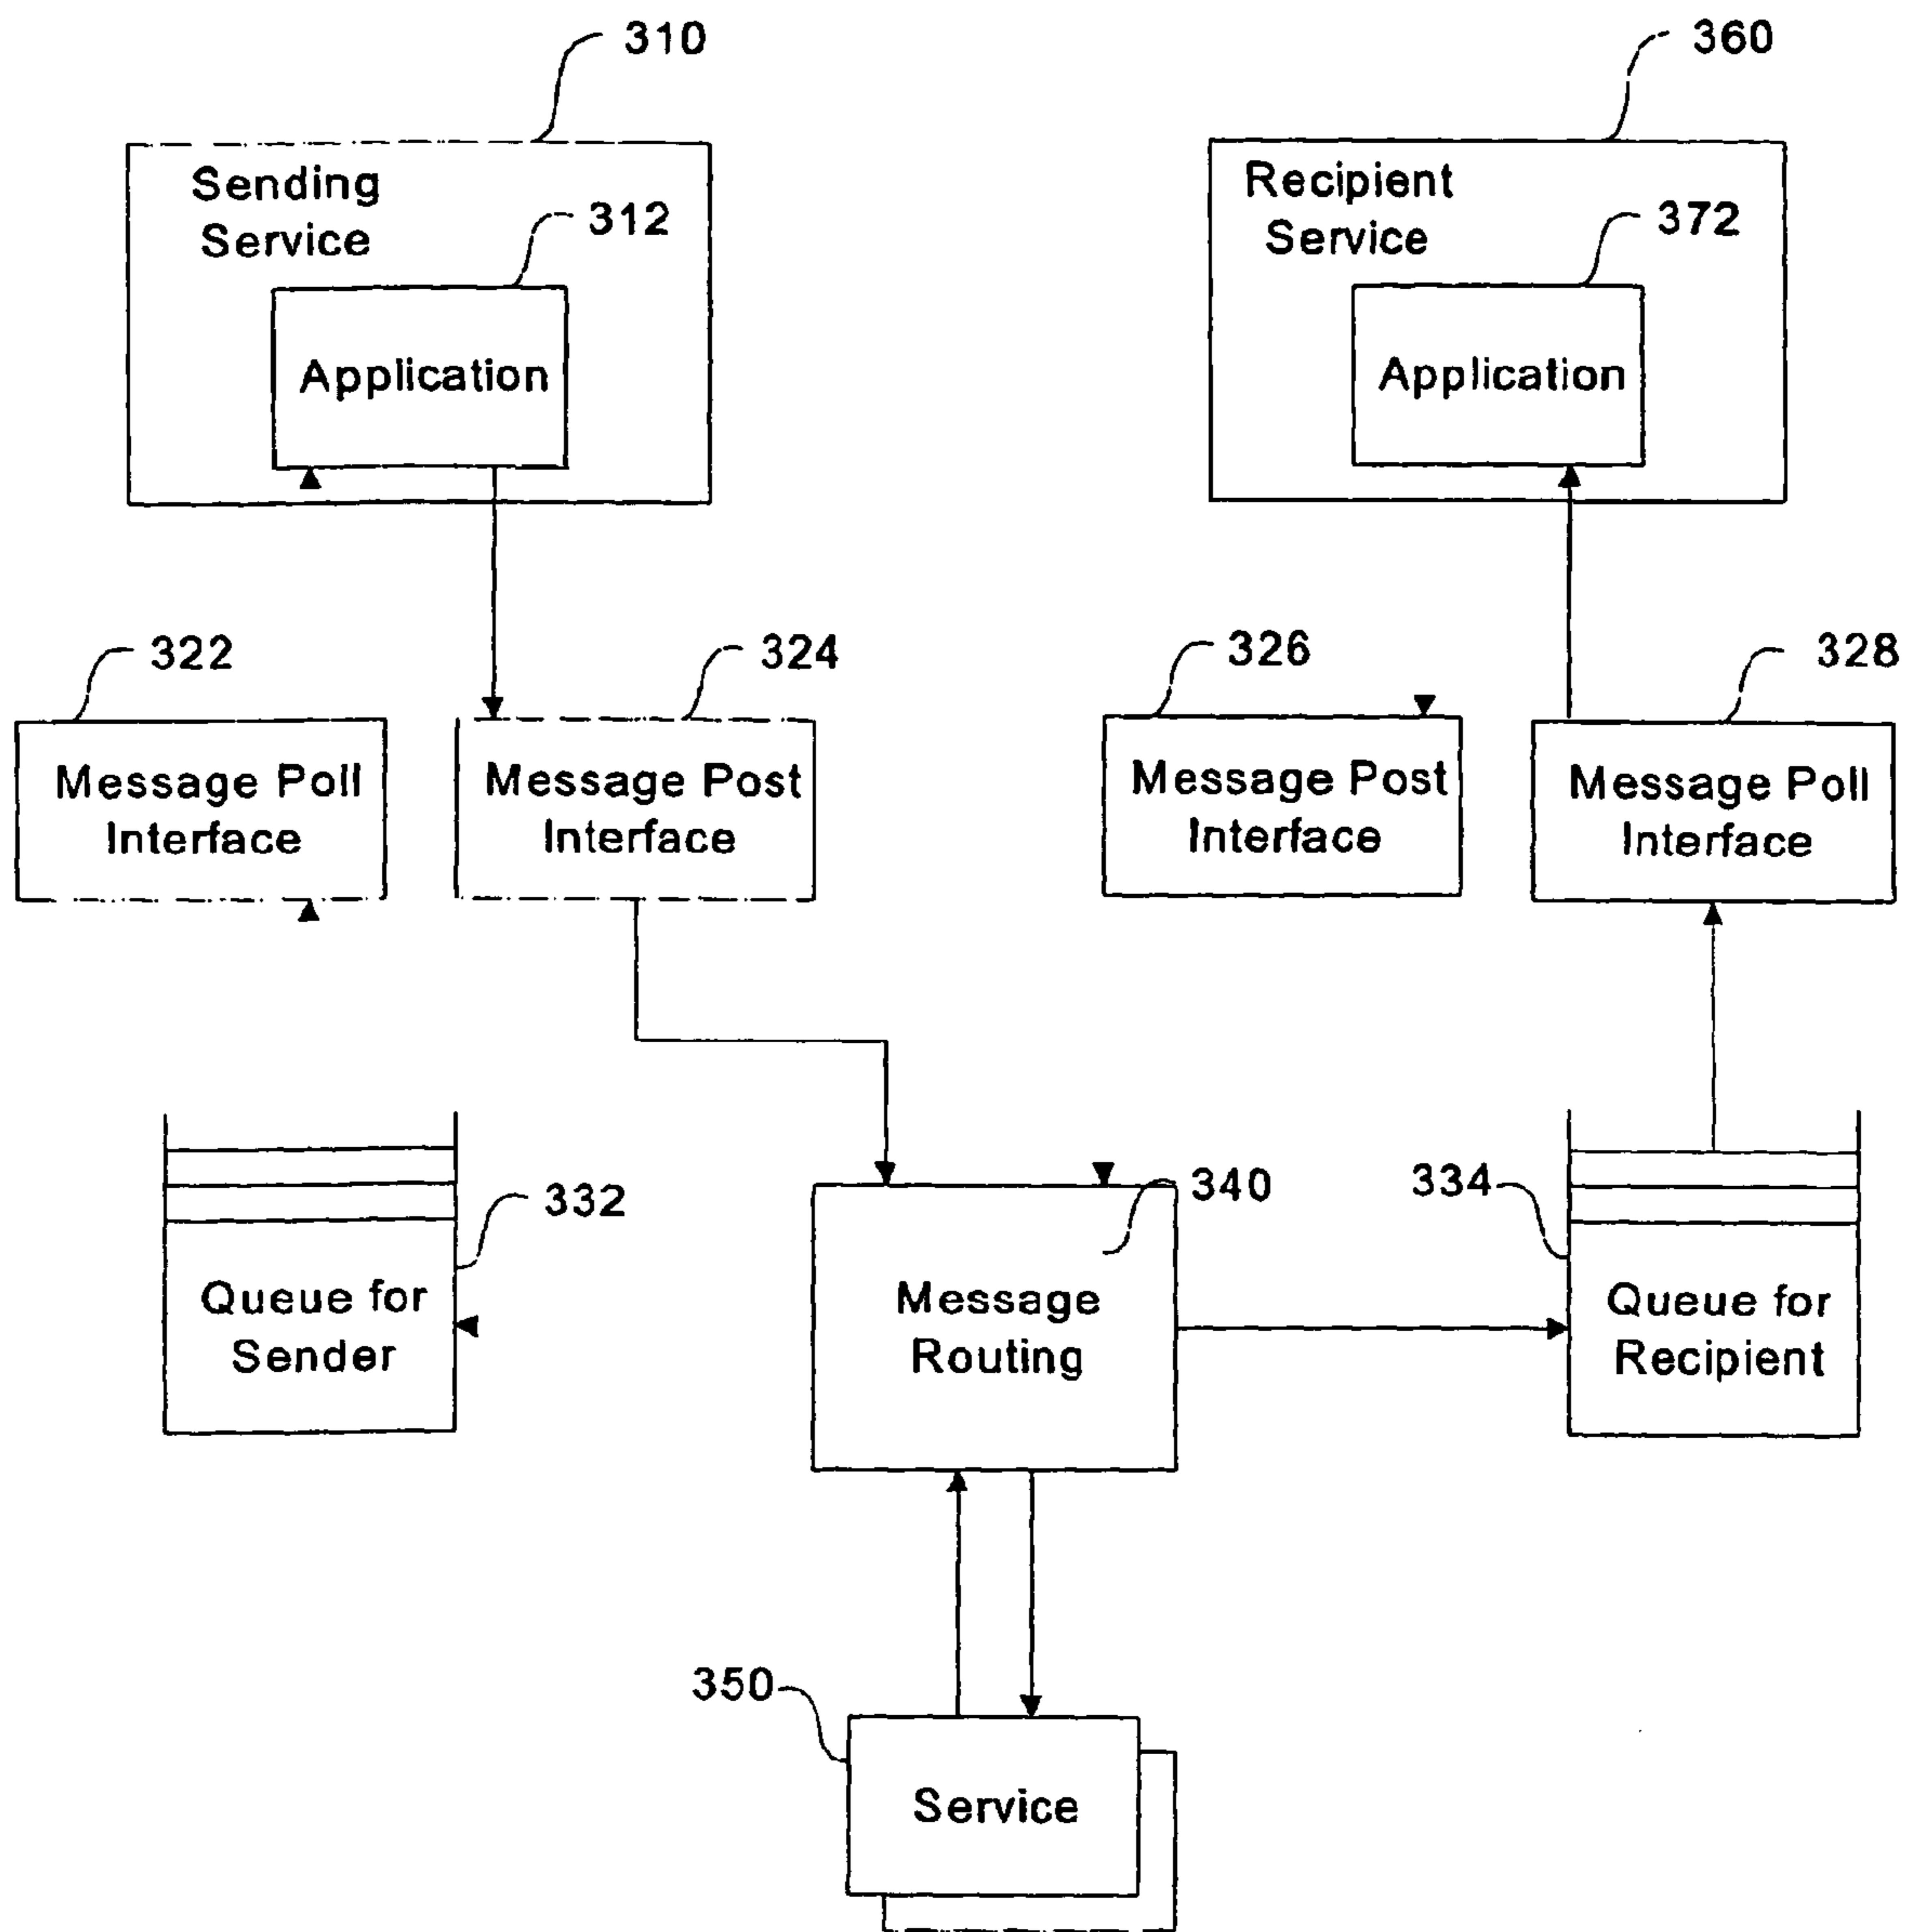 310
360
Sending
Service
312
Recipient
Service
372
Application
Application
322
324
326
328
Message Poll
Interface
Message Post
Interface
Message Post
Interface
Message Poll
Interface
332
340
334
Queue for
Sender
Message
Routing
Queue for
Recipient
350
Service